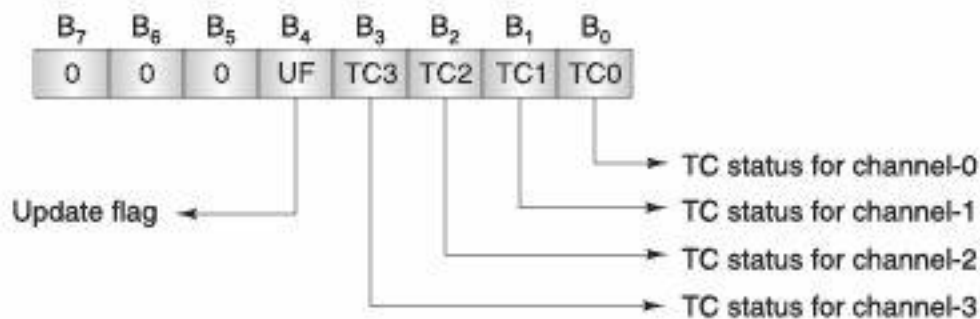 B₇ B₆ B₅ B₄ B₃ B₂ B₁ B₀
0 0 0 UF TC3 TC2 TC1 TC0
TC status for channel-0
Update flag
TC status for channel-1
TC status for channel-2
TC status for channel-3